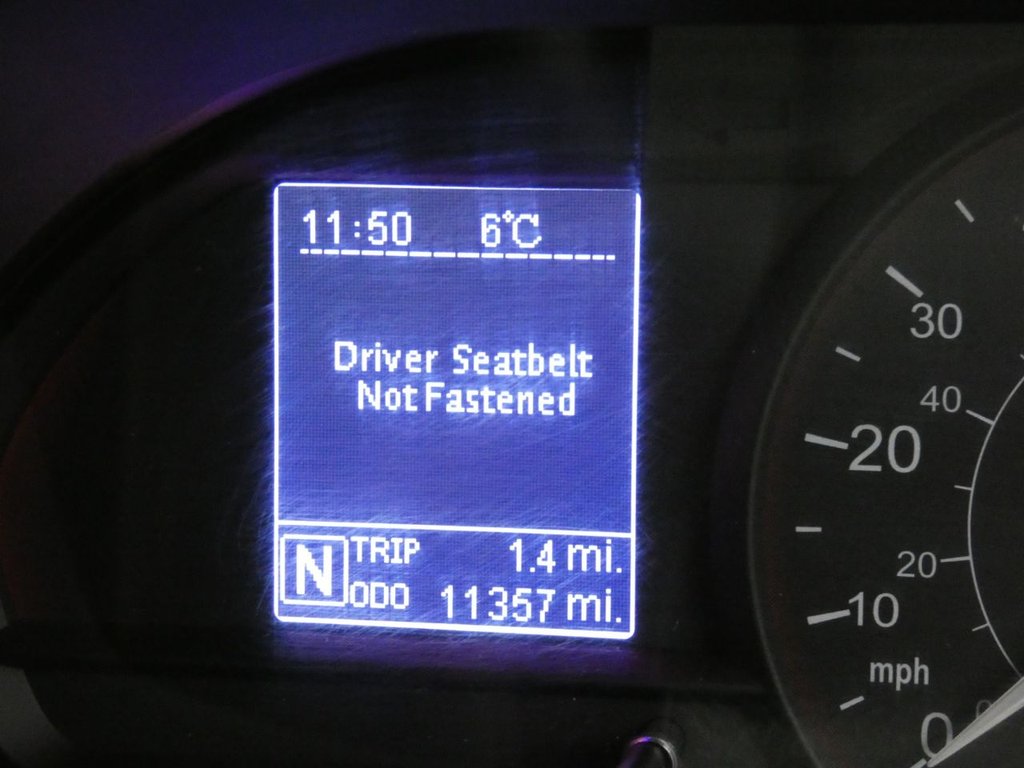 11:50 6°C
Driver Seatbelt
Not Fastened
N
TRIP 1.4 mi.
ODO 11357 mi.
30
40
20
20
10
mph
0
0